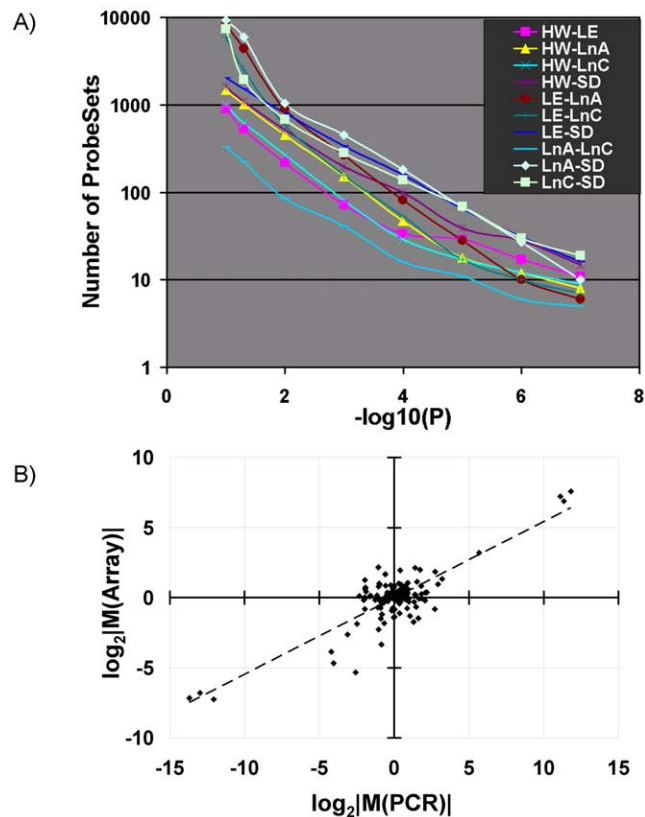 A)
Number of ProbeSets
10000
1000
100
10
1
0 2 4 6 8
-log10(P)
HW-LE
HW-LnA
HW-LnC
HW-SD
LE-LnA
LE-LnC
LE-SD
LnA-LnC
LnA-SD
LnC-SD
B)
log2|M(Array)|
10
5
0
-5
-10
-15 -10 -5 0 5 10 15
log2|M(PCR)|